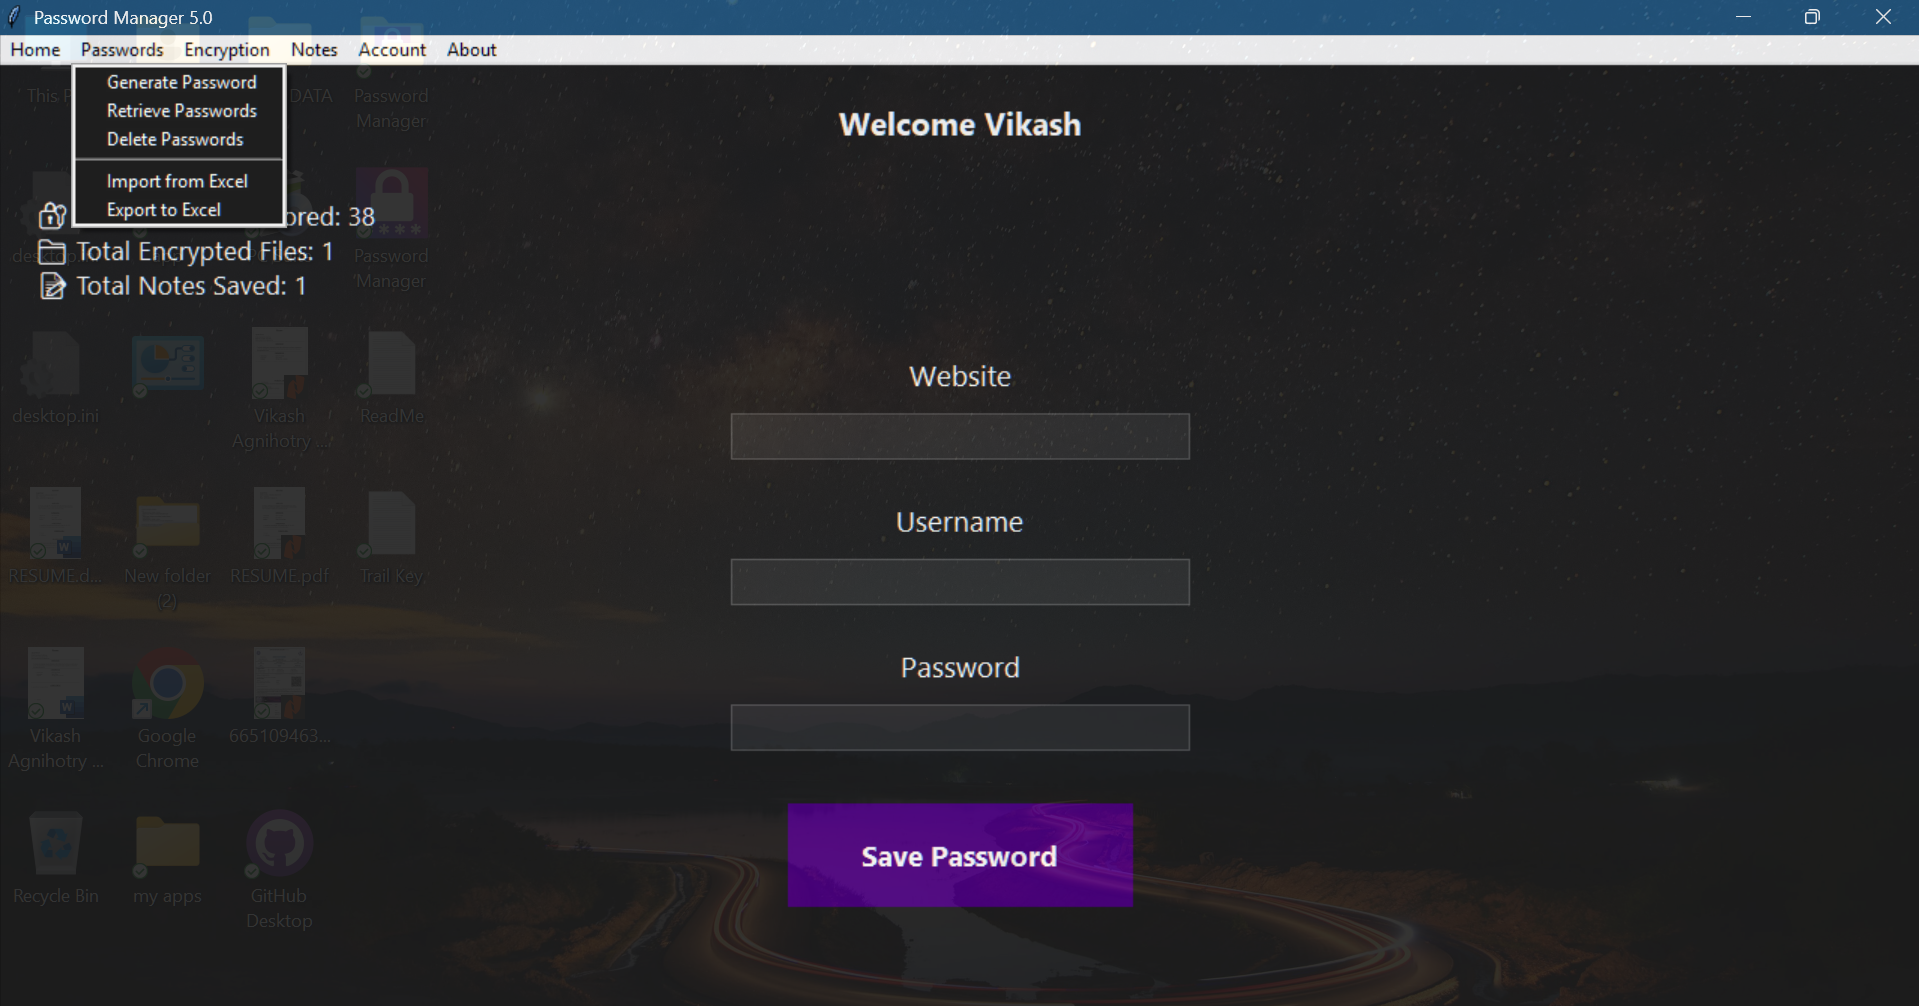 Password Manager 5.0
Home Passwords Encryption Notes Account About
Generate Password
Retrieve Passwords
Delete Passwords
Import from Excel
Export to Excel
Welcome Vikash
ored: 38
Total Encrypted Files: 1
Total Notes Saved: 1
Website
Username
Password
Save Password
This P
DATA
Password
Manager
desktop.
Password
Manager
desktop.ini
Vikash
Agnihotry ...
ReadMe
RESUME.d...
New folder
(2)
RESUME.pdf
Trail Key
Vikash
Agnihotry ...
Google
Chrome
665109463...
Recycle Bin
my apps
GitHub
Desktop